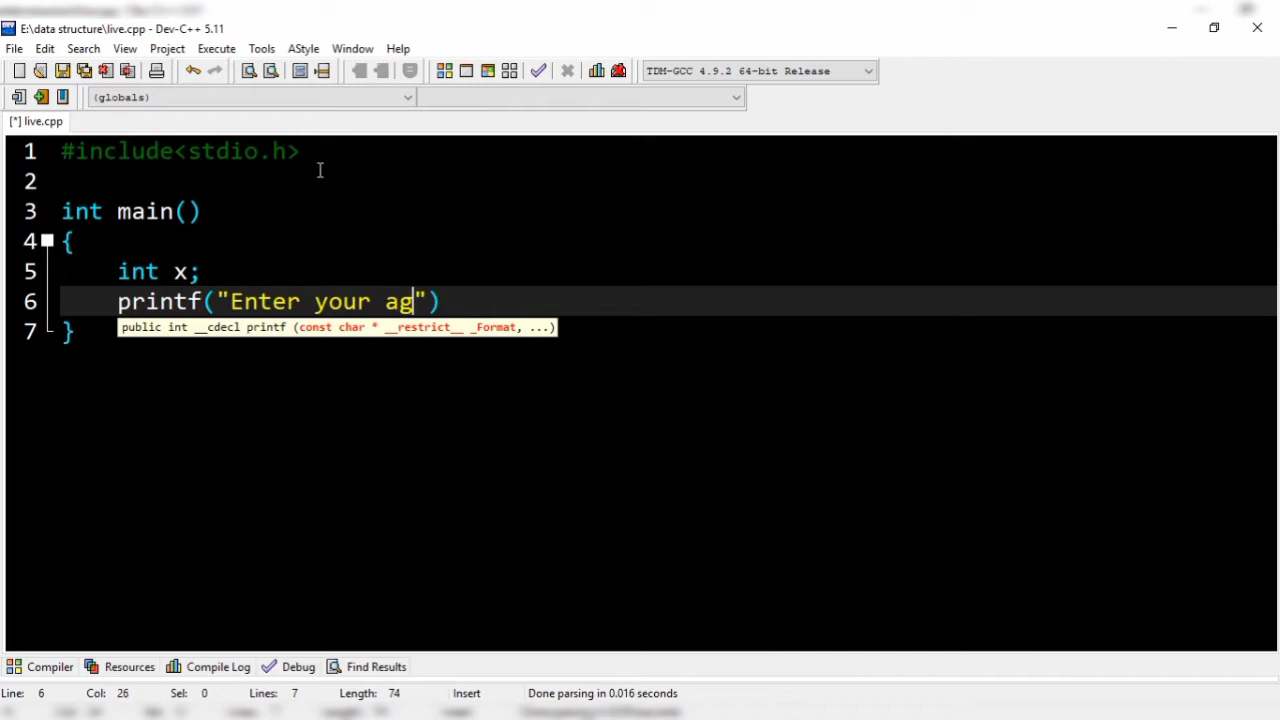 E:\data structure\live.cpp - Dev-C++ 5.11
File Edit Search View Project Execute Tools AStyle Window Help
TDM-GCC 4.9.2 64-bit Release
(globals)
[*] live.cpp
1 #include<stdio.h>
2
3 int main()
4 {
5 int x;
6 printf("Enter your ag")
public int __cdecl printf (const char * __restrict__ _Format, ...)
7 }
Compiler Resources Compile Log Debug Find Results
Line: 6 Col: 26 Sel: 0 Lines: 7 Length: 74 Insert Done parsing in 0.016 seconds